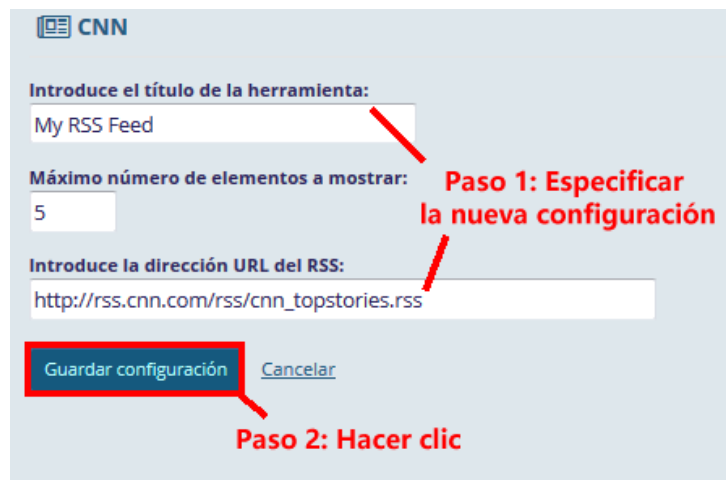 CNN
Introduce el título de la herramienta:
My RSS Feed
Máximo número de elementos a mostrar:
5
Paso 1: Especificar
la nueva configuración
Introduce la dirección URL del RSS:
http://rss.cnn.com/rss/cnn_topstories.rss
Guardar configuración Cancelar
Paso 2: Hacer clic